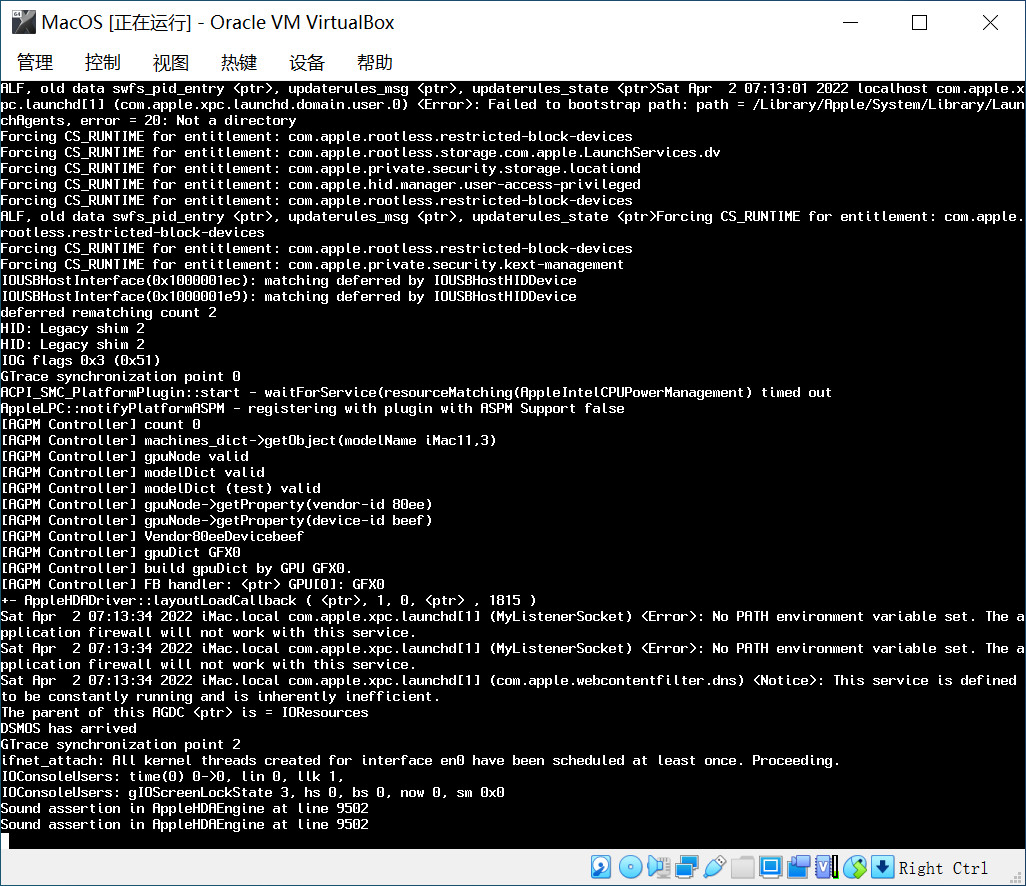 MacOS [正在运行] - Oracle VM VirtualBox
管理 控制 视图 热键 设备 帮助
ALF, old data swfs_pid_entry <ptr>, updaterules_msg <ptr>, updaterules_state <ptr>Sat Apr  2 07:13:01 2022 localhost com.apple.x
pc.launchd[1] (com.apple.xpc.launchd.domain.user.0) <Error>: Failed to bootstrap path: path = /Library/Apple/System/Library/Laun
chAgents, error = 20: Not a directory
Forcing CS_RUNTIME for entitlement: com.apple.rootless.restricted-block-devices
Forcing CS_RUNTIME for entitlement: com.apple.rootless.storage.com.apple.LaunchServices.dv
Forcing CS_RUNTIME for entitlement: com.apple.private.security.storage.locationd
Forcing CS_RUNTIME for entitlement: com.apple.hid.manager.user-access-privileged
Forcing CS_RUNTIME for entitlement: com.apple.rootless.restricted-block-devices
ALF, old data swfs_pid_entry <ptr>, updaterules_msg <ptr>, updaterules_state <ptr>Forcing CS_RUNTIME for entitlement: com.apple.
rootless.restricted-block-devices
Forcing CS_RUNTIME for entitlement: com.apple.rootless.restricted-block-devices
Forcing CS_RUNTIME for entitlement: com.apple.private.security.kext-management
IOUSBHostInterface(0x1000001ec): matching deferred by IOUSBHostHIDDevice
IOUSBHostInterface(0x1000001e9): matching deferred by IOUSBHostHIDDevice
deferred rematching count 2
HID: Legacy shim 2
HID: Legacy shim 2
IOG flags 0x3 (0x51)
GTrace synchronization point 0
ACPI_SMC_PlatformPlugin::start - waitForService(resourceMatching(AppleIntelCPUPowerManagement) timed out
AppleLPC::notifyPlatformASPM - registering with plugin with ASPM Support false
[AGPM Controller] count 0
[AGPM Controller] machines_dict->getObject(modelName iMac11,3)
[AGPM Controller] gpuNode valid
[AGPM Controller] modelDict valid
[AGPM Controller] modelDict (test) valid
[AGPM Controller] gpuNode->getProperty(vendor-id 80ee)
[AGPM Controller] gpuNode->getProperty(device-id beef)
[AGPM Controller] Vendor80eeDevicebeef
[AGPM Controller] gpuDict GFX0
[AGPM Controller] build gpuDict by GPU GFX0.
[AGPM Controller] FB handler: <ptr> GPU[0]: GFX0
+- AppleHDADriver::layoutLoadCallback ( <ptr>, 1, 0, <ptr> , 1815 )
Sat Apr  2 07:13:34 2022 iMac.local com.apple.xpc.launchd[1] (MyListenerSocket) <Error>: No PATH environment variable set. The a
pplication firewall will not work with this service.
Sat Apr  2 07:13:34 2022 iMac.local com.apple.xpc.launchd[1] (MyListenerSocket) <Error>: No PATH environment variable set. The a
pplication firewall will not work with this service.
Sat Apr  2 07:13:34 2022 iMac.local com.apple.xpc.launchd[1] (com.apple.webcontentfilter.dns) <Notice>: This service is defined
to be constantly running and is inherently inefficient.
The parent of this AGDC <ptr> is = IOResources
DSMOS has arrived
GTrace synchronization point 2
ifnet_attach: All kernel threads created for interface en0 have been scheduled at least once. Proceeding.
IOConsoleUsers: time(0) 0->0, lin 0, llk 1,
IOConsoleUsers: gIOScreenLockState 3, hs 0, bs 0, now 0, sm 0x0
Sound assertion in AppleHDAEngine at line 9502
Sound assertion in AppleHDAEngine at line 9502
Right Ctrl